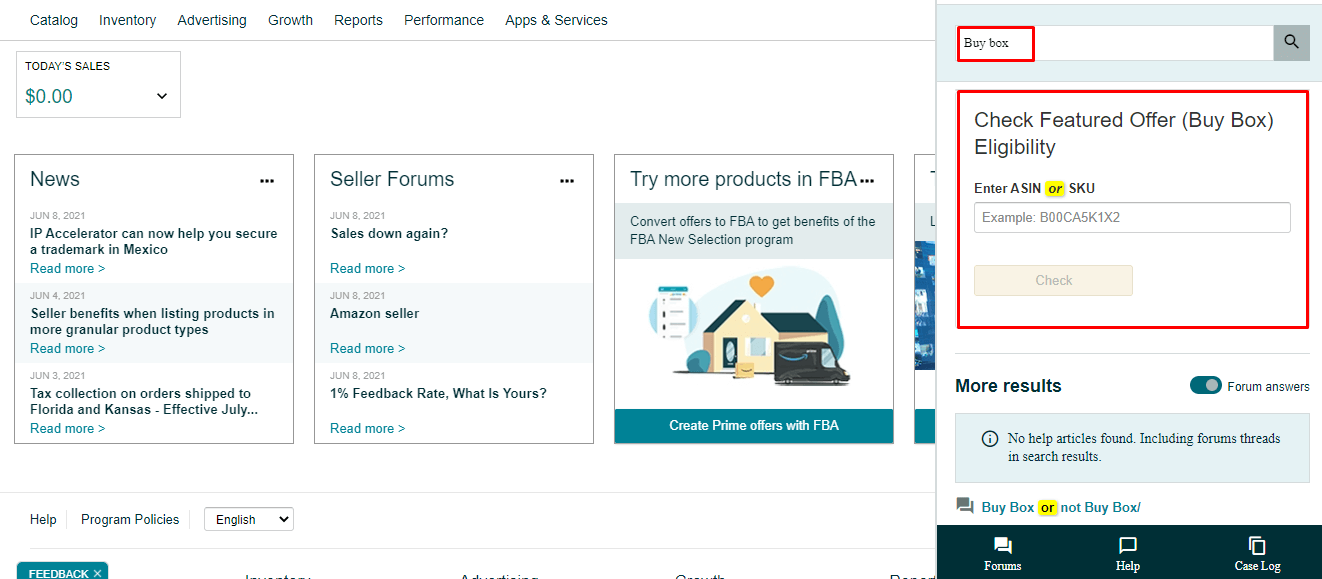 Catalog Inventory Advertising Growth Reports Performance Apps & Services
TODAY'S SALES
$0.00
News
JUN 8, 2021
IP Accelerator can now help you secure
a trademark in Mexico
Read more >
JUN 4, 2021
Seller benefits when listing products in
more granular product types
Read more >
JUN 3, 2021
Tax collection on orders shipped to
Florida and Kansas - Effective July...
Read more >
Seller Forums
JUN 8, 2021
Sales down again?
Read more >
JUN 8, 2021
Amazon seller
Read more >
JUN 8, 2021
1% Feedback Rate, What Is Yours?
Read more >
Try more products in FBA
Convert offers to FBA to get benefits of the
FBA New Selection program
Create Prime offers with FBA
Help Program Policies English
FEEDBACK ×
Inventory Advertising Growth
Buy box
Check Featured Offer (Buy Box)
Eligibility
Enter ASIN or SKU
Example: B00CA5K1X2
Check
More results
Forum answers
No help articles found. Including forums threads
in search results.
Buy Box or not Buy Box/
Forums Help Case Log